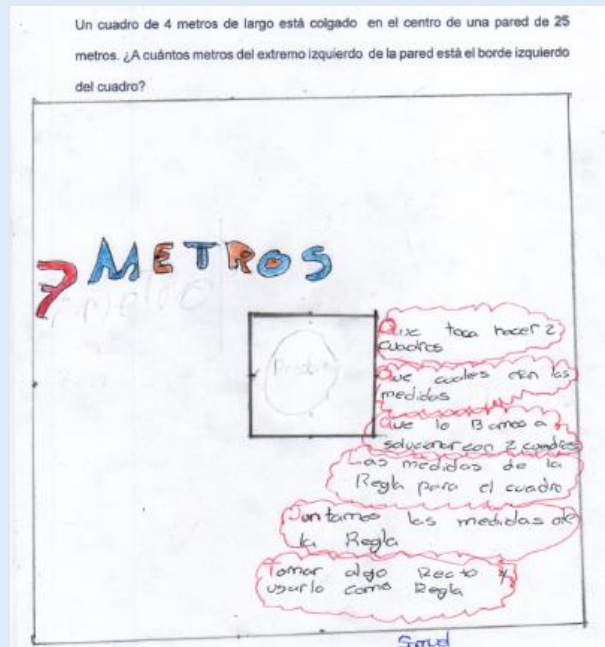 Un cuadro de 4 metros de largo está colgado en el centro de una pared de 25
metros. ¿A cuántos metros del extremo izquierdo de la pared está el borde izquierdo
del cuadro?
7 METROS
Que toca hacer 2
cuadros
Que cuales eran las
medidas
Que lo Bamos a
solucionar con 2 cuadros
Las medidas de la
Regla para el cuadro
Juntamos las medidas de
la Regla
Tomar algo Recto y
usarlo como Regla